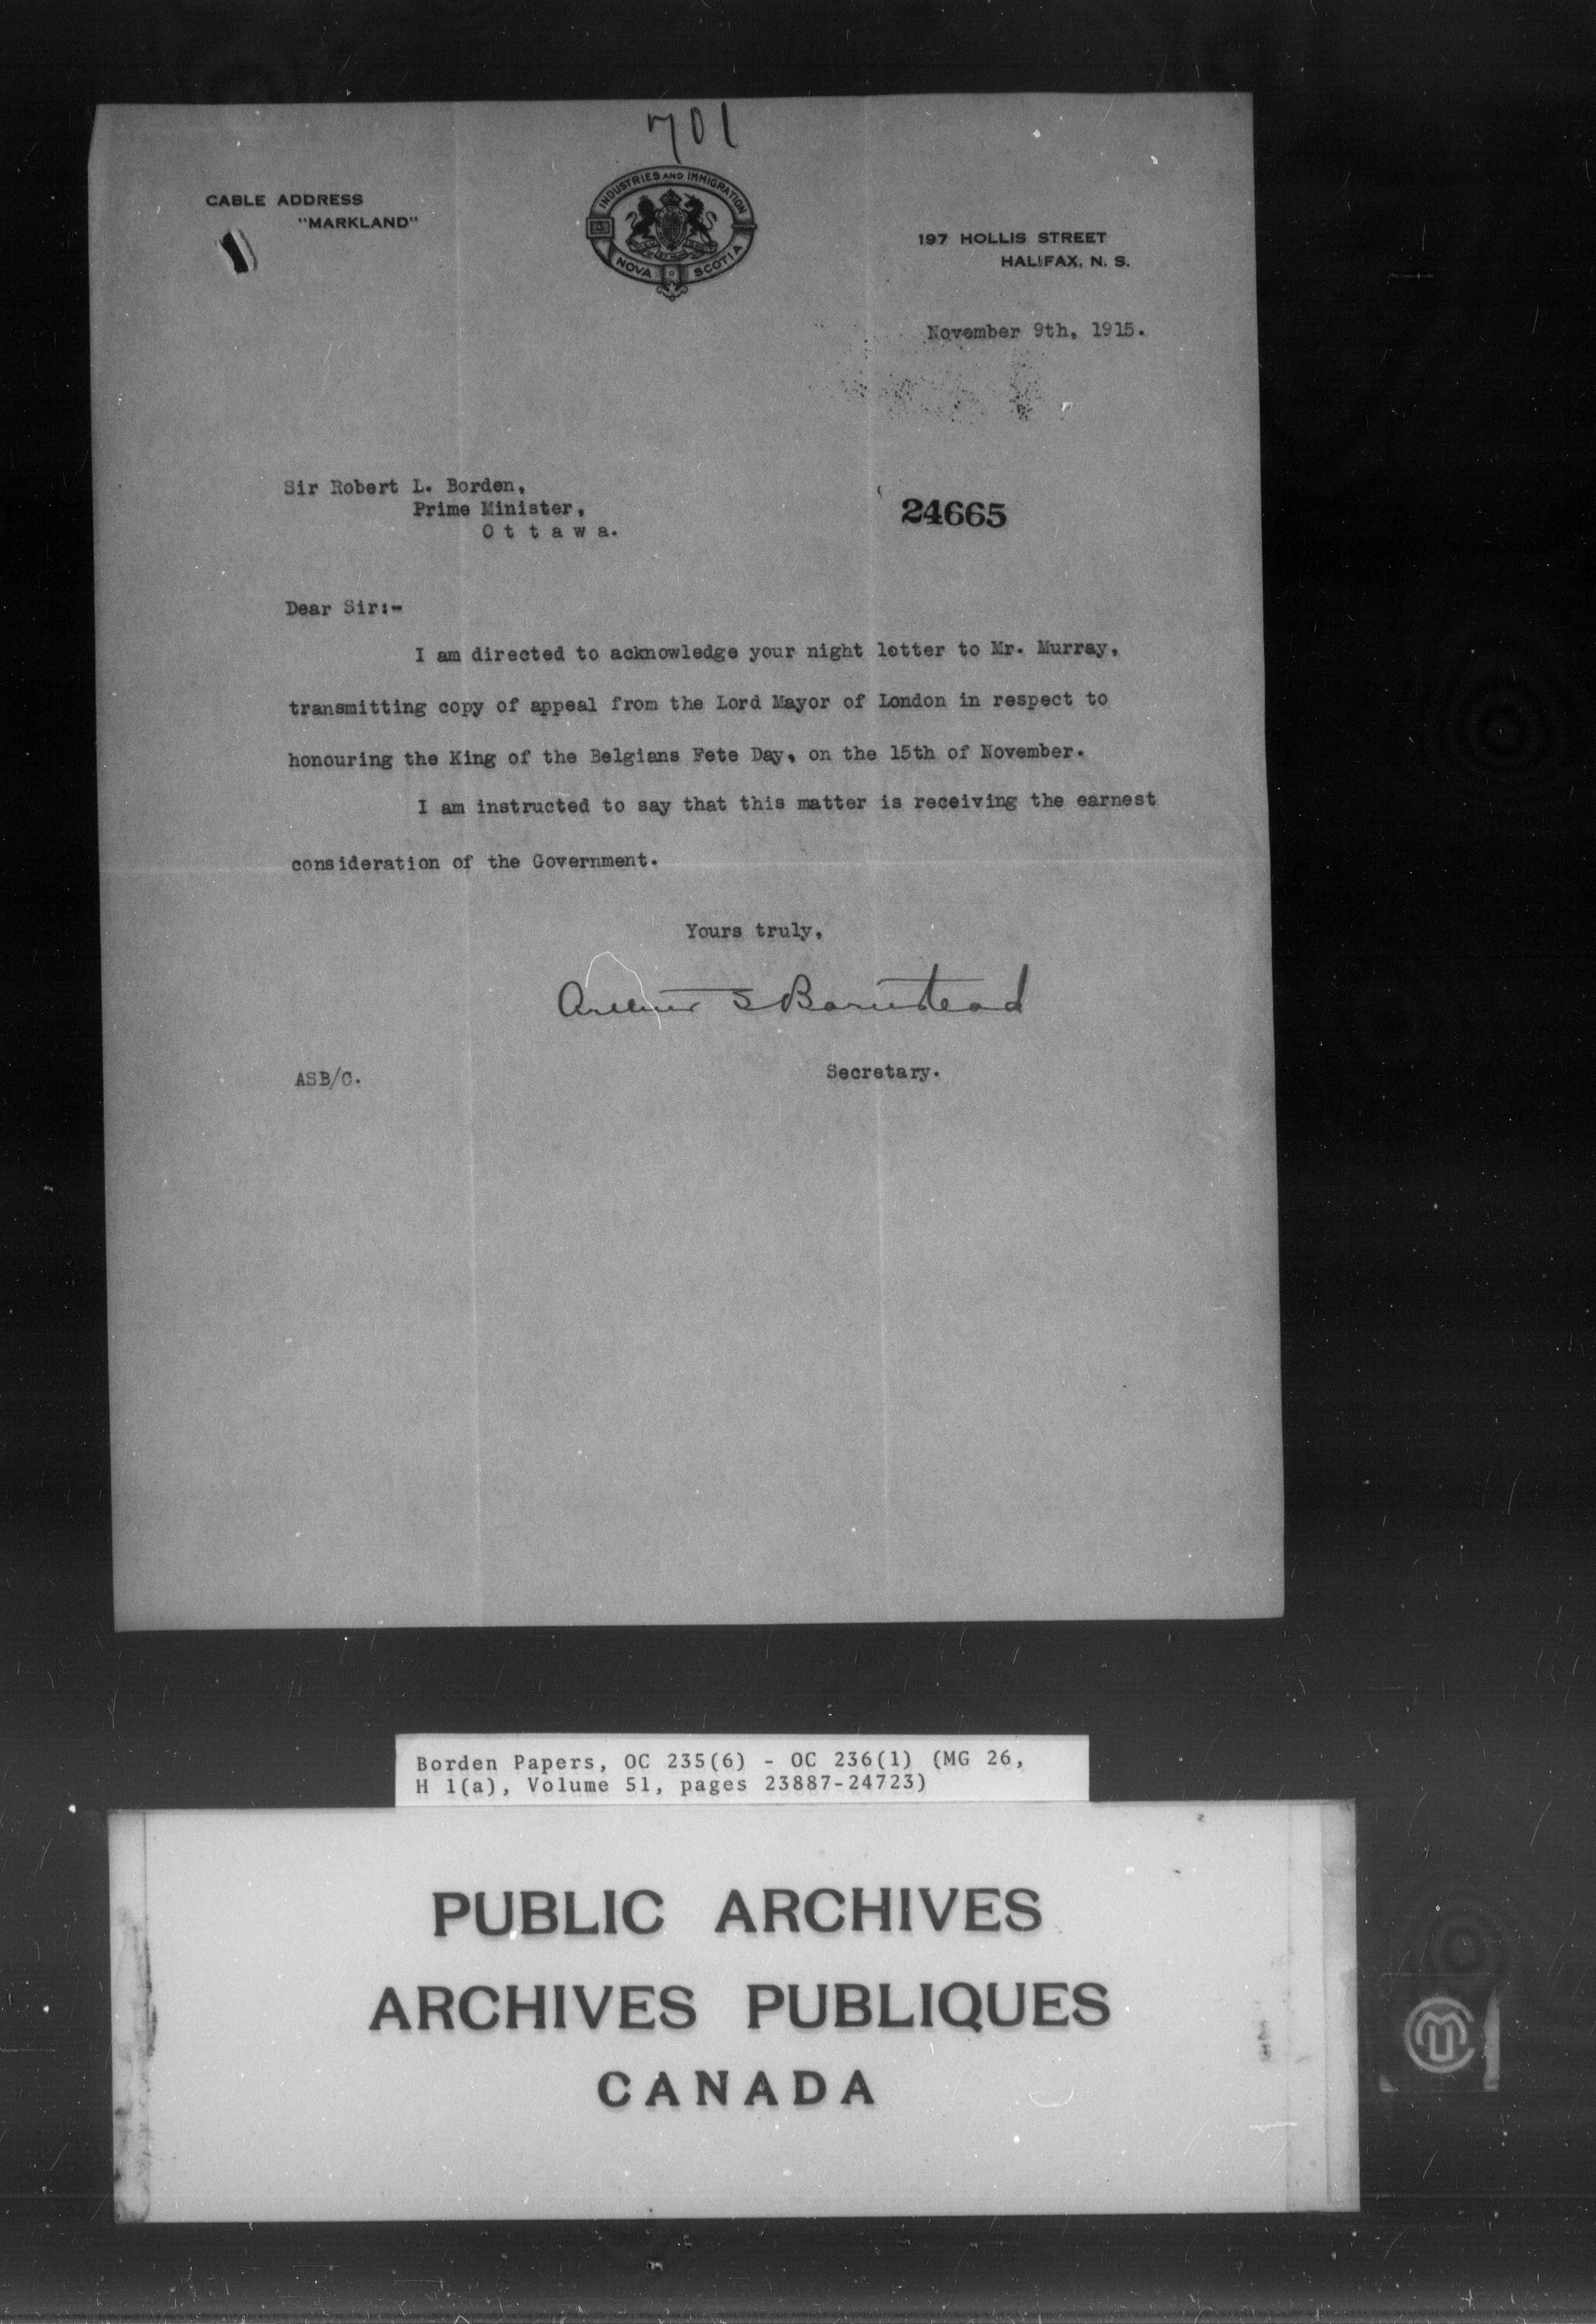 701
CABLE ADDRESS
"MARKLAND"
INDUSTRIES AND IMMIGRATION
NOVA SCOTIA
197 HOLLIS STREET
HALIFAX, N. S.
November 9th, 1915.
Sir Robert L. Borden,
Prime Minister,
O t t a w a.
24665
Dear Sir:-
I am directed to acknowledge your night letter to Mr. Murray,
transmitting copy of appeal from the Lord Mayor of London in respect to
honouring the King of the Belgians Fete Day, on the 15th of November.
I am instructed to say that this matter is receiving the earnest
consideration of the Government.
Yours truly,
Arthur S Barnstead
Secretary.
ASB/C.
Borden Papers, OC 235(6) - OC 236(1) (MG 26,
H 1(a), Volume 51, pages 23887-24723)
PUBLIC ARCHIVES
ARCHIVES PUBLIQUES
CANADA